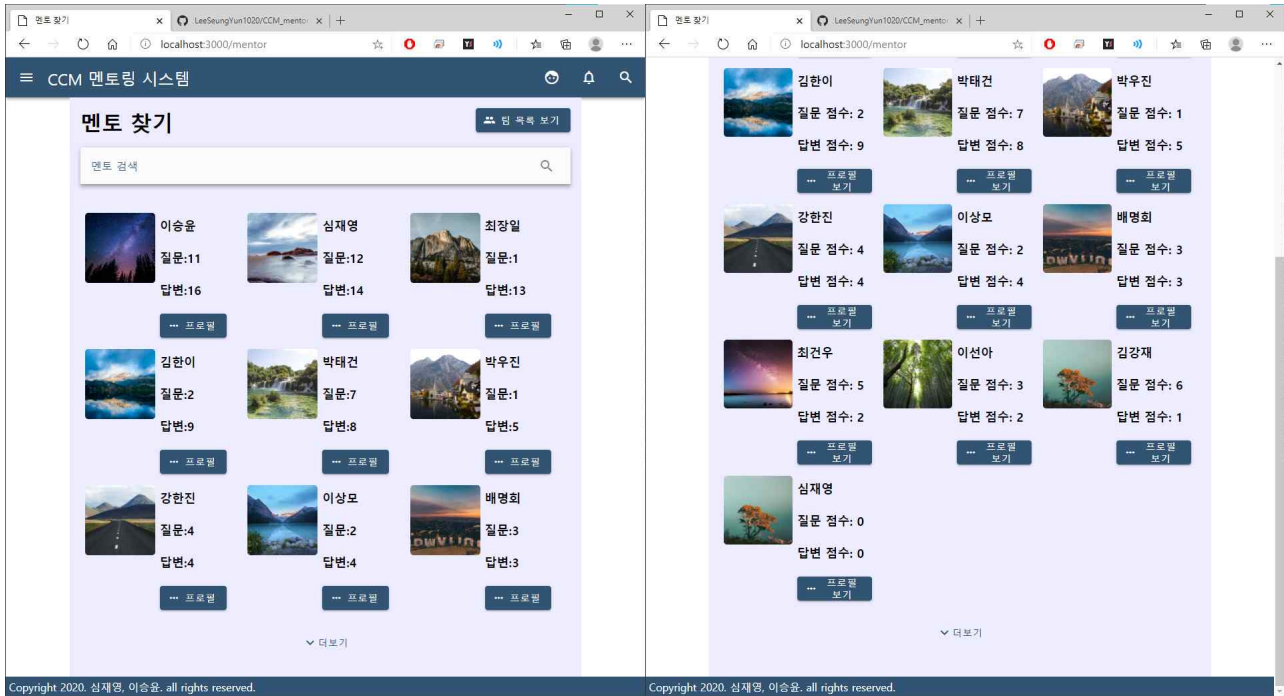 멘토 찾기
LeeSeungYun1020/CCM_mentor
localhost:3000/mentor
CCM 멘토링 시스템
멘토 찾기
팀 목록 보기
멘토 검색
이승윤
질문:11
답변:16
프로필
심재영
질문:12
답변:14
프로필
최장일
질문:1
답변:13
프로필
김한이
질문:2
답변:9
프로필
박태건
질문:7
답변:8
프로필
박우진
질문:1
답변:5
프로필
강한진
질문:4
답변:4
프로필
이상모
질문:2
답변:4
프로필
배명희
질문:3
답변:3
프로필
더보기
Copyright 2020. 심재영, 이승윤. all rights reserved.
멘토 찾기
LeeSeungYun1020/CCM_mentor
localhost:3000/mentor
김한이
질문 점수: 2
답변 점수: 9
프로필
보기
박태건
질문 점수: 7
답변 점수: 8
프로필
보기
박우진
질문 점수: 1
답변 점수: 5
프로필
보기
강한진
질문 점수: 4
답변 점수: 4
프로필
보기
이상모
질문 점수: 2
답변 점수: 4
프로필
보기
배명희
질문 점수: 3
답변 점수: 3
프로필
보기
최건우
질문 점수: 5
답변 점수: 2
프로필
보기
이선아
질문 점수: 3
답변 점수: 2
프로필
보기
김강재
질문 점수: 6
답변 점수: 1
프로필
보기
심재영
질문 점수: 0
답변 점수: 0
프로필
보기
더보기
Copyright 2020. 심재영, 이승윤. all rights reserved.